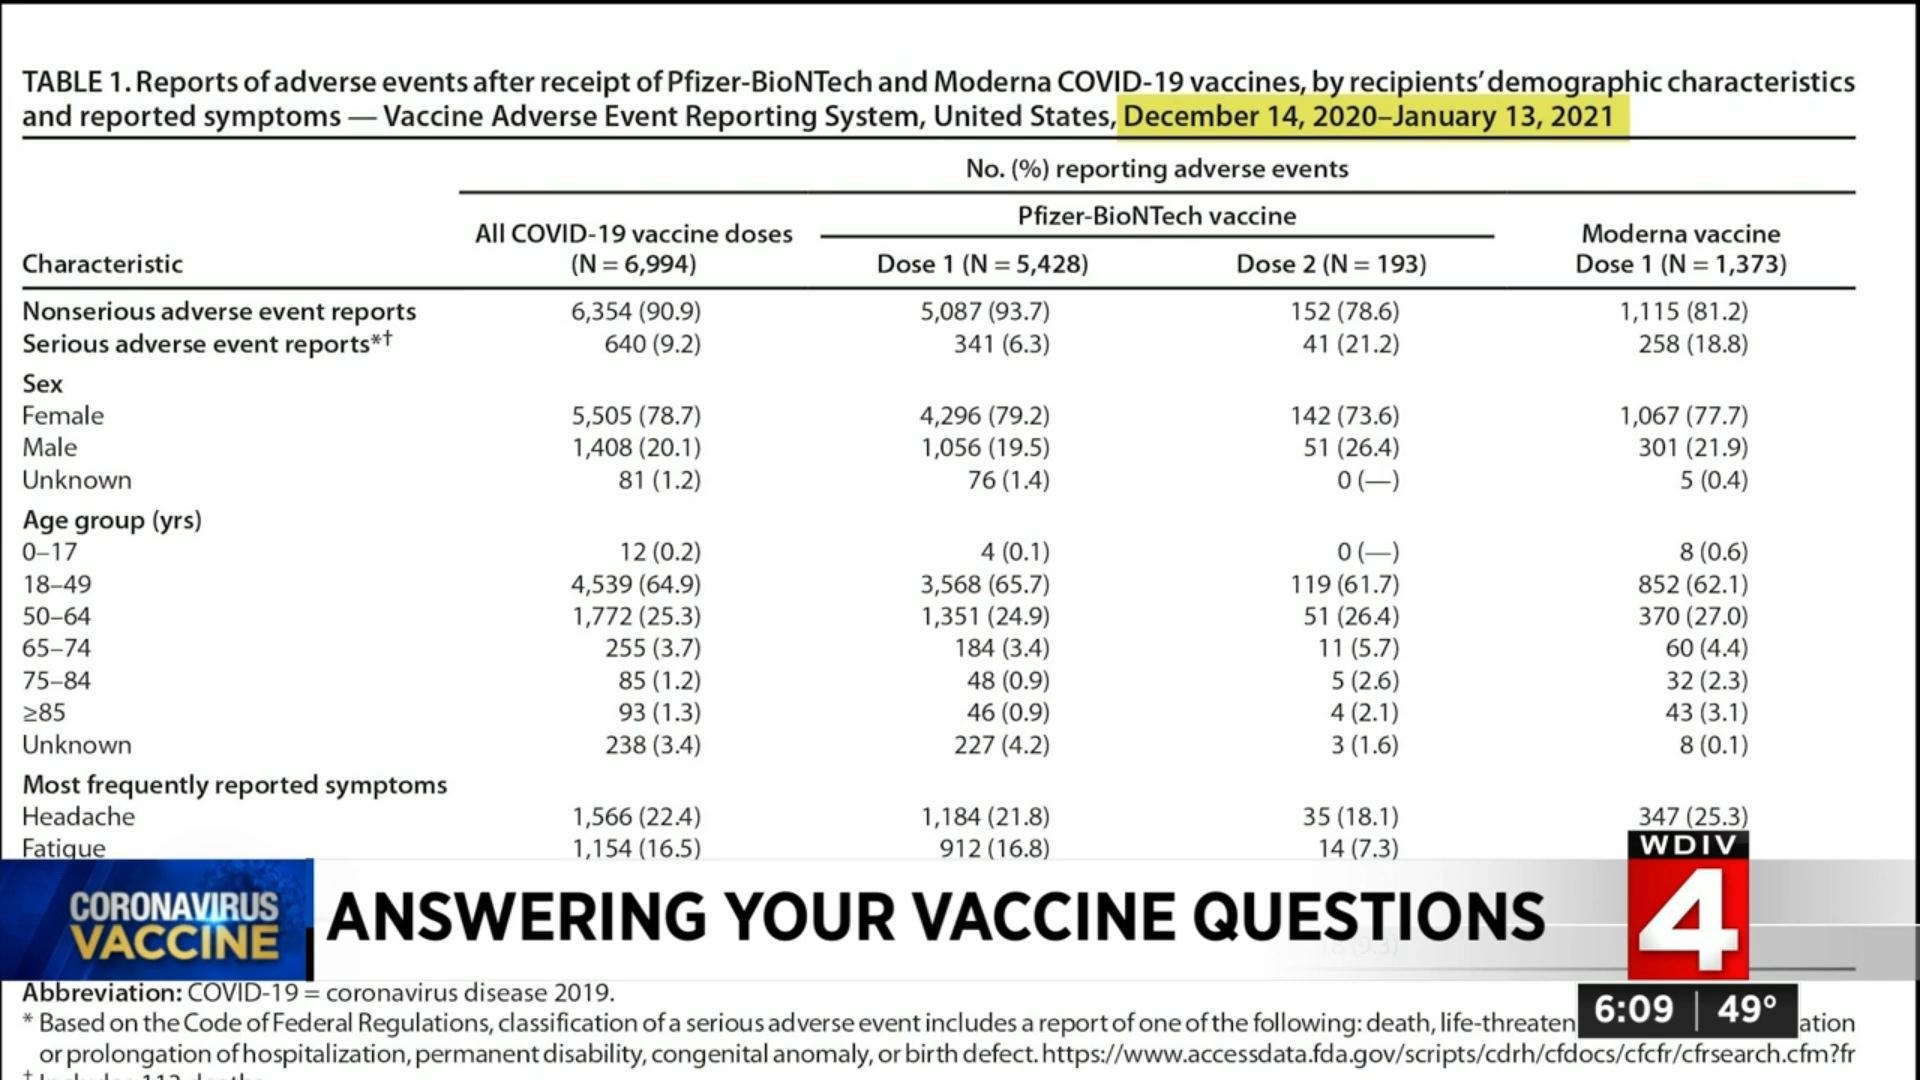 TABLE 1. Reports of adverse events after receipt of Pfizer-BioNTech and Moderna COVID-19 vaccines, by recipients' demographic characteristics
and reported symptoms — Vaccine Adverse Event Reporting System, United States, December 14, 2020–January 13, 2021
No. (%) reporting adverse events
Pfizer-BioNTech vaccine
All COVID-19 vaccine doses Moderna vaccine
Characteristic (N = 6,994) Dose 1 (N = 5,428) Dose 2 (N = 193) Dose 1 (N = 1,373)
Nonserious adverse event reports 6,354 (90.9) 5,087 (93.7) 152 (78.6) 1,115 (81.2)
Serious adverse event reports*† 640 (9.2) 341 (6.3) 41 (21.2) 258 (18.8)
Sex
Female 5,505 (78.7) 4,296 (79.2) 142 (73.6) 1,067 (77.7)
Male 1,408 (20.1) 1,056 (19.5) 51 (26.4) 301 (21.9)
Unknown 81 (1.2) 76 (1.4) 0 (—) 5 (0.4)
Age group (yrs)
0–17 12 (0.2) 4 (0.1) 0 (—) 8 (0.6)
18–49 4,539 (64.9) 3,568 (65.7) 119 (61.7) 852 (62.1)
50–64 1,772 (25.3) 1,351 (24.9) 51 (26.4) 370 (27.0)
65–74 255 (3.7) 184 (3.4) 11 (5.7) 60 (4.4)
75–84 85 (1.2) 48 (0.9) 5 (2.6) 32 (2.3)
≥85 93 (1.3) 46 (0.9) 4 (2.1) 43 (3.1)
Unknown 238 (3.4) 227 (4.2) 3 (1.6) 8 (0.1)
Most frequently reported symptoms
Headache 1,566 (22.4) 1,184 (21.8) 35 (18.1) 347 (25.3)
Fatigue 1,154 (16.5) 912 (16.8) 14 (7.3)
WDIV
4
CORONAVIRUS
VACCINE
ANSWERING YOUR VACCINE QUESTIONS
6:09 49°
Abbreviation: COVID-19 = coronavirus disease 2019.
* Based on the Code of Federal Regulations, classification of a serious adverse event includes a report of one of the following: death, life-threaten ation
or prolongation of hospitalization, permanent disability, congenital anomaly, or birth defect. https://www.accessdata.fda.gov/scripts/cdrh/cfdocs/cfcfr/cfrsearch.cfm?fr